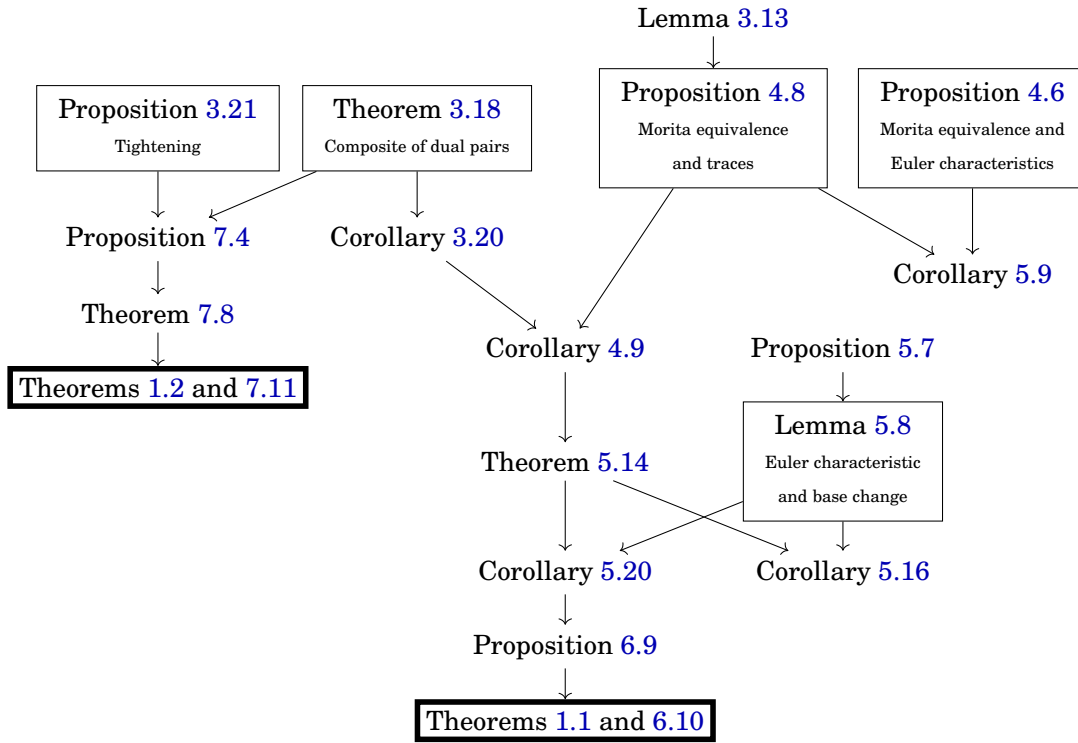 Lemma 3.13
Proposition 3.21
Tightening
Theorem 3.18
Composite of dual pairs
Proposition 4.8
Morita equivalence
and traces
Proposition 4.6
Morita equivalence and
Euler characteristics
Proposition 7.4
Corollary 3.20
Corollary 5.9
Theorem 7.8
Corollary 4.9
Proposition 5.7
Theorems 1.2 and 7.11
Lemma 5.8
Euler characteristic
and base change
Theorem 5.14
Corollary 5.20
Corollary 5.16
Proposition 6.9
Theorems 1.1 and 6.10